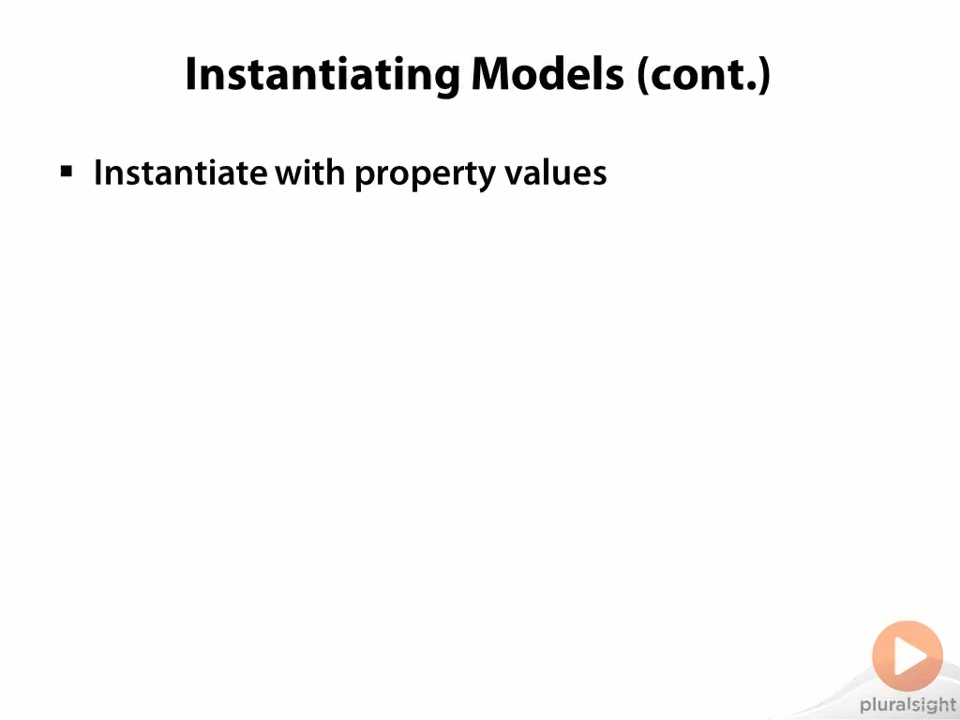 Instantiating Models (cont.)
▪ Instantiate with property values
pluralsight